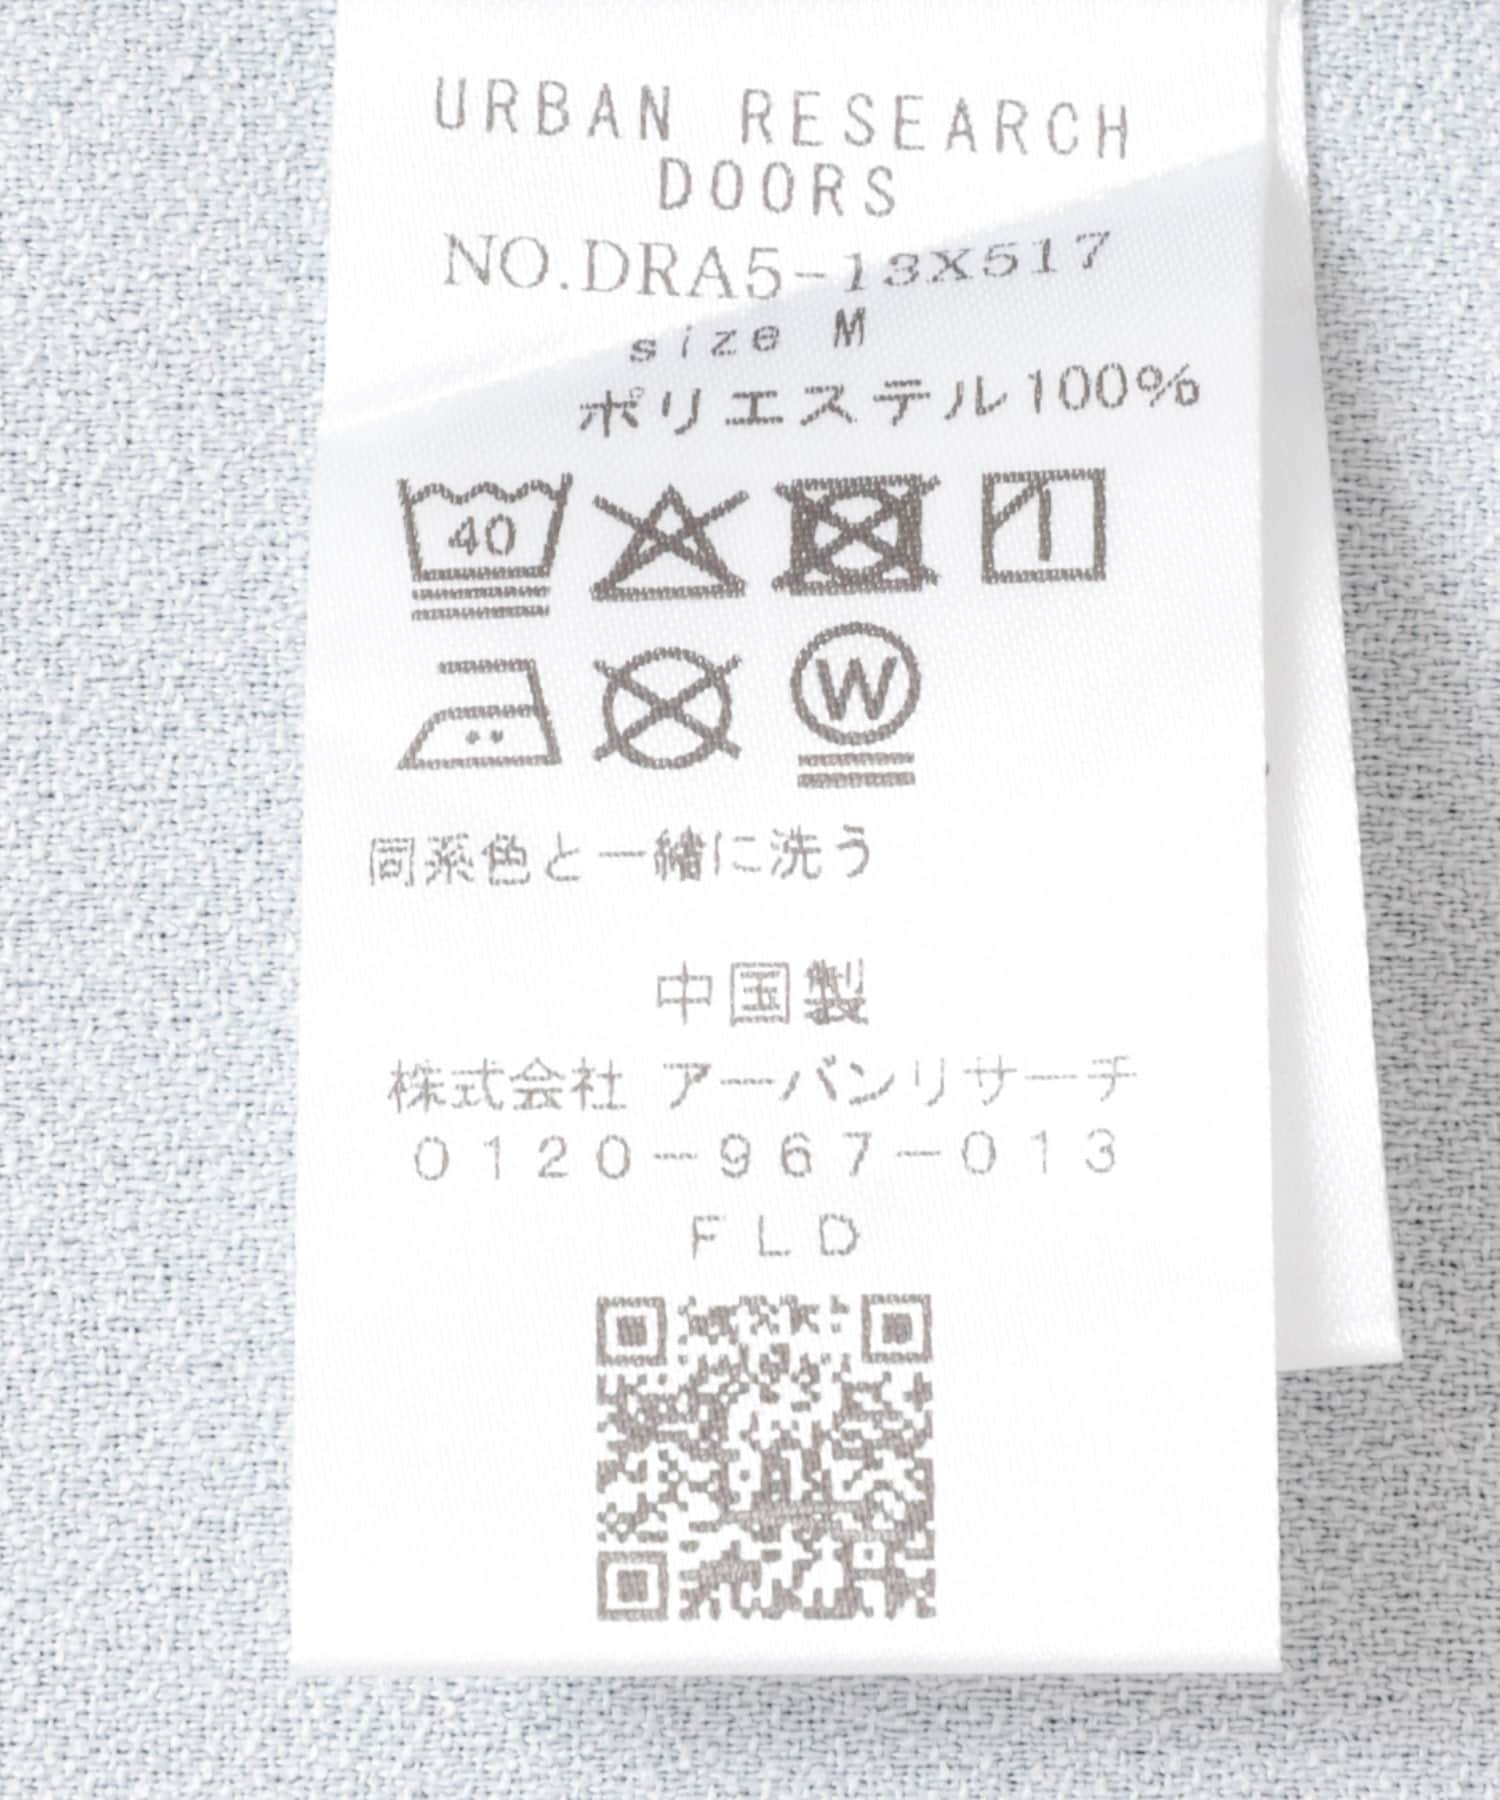 URBAN RESEARCH
DOORS
NO.DRA5-13X517
size M
ポリエステル100%
40
W
同系色と一緒に洗う
中国製
株式会社 アーバンリサーチ
0120-967-013
FLD